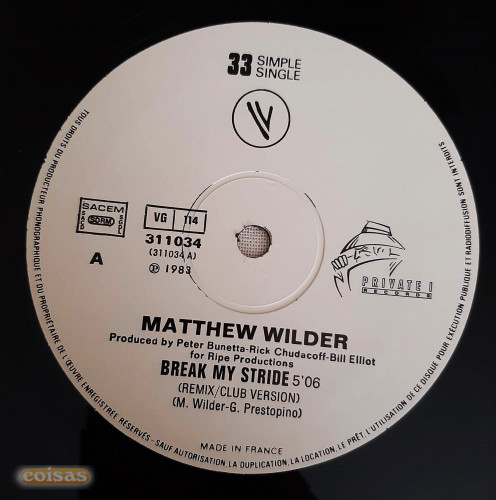 33 SIMPLE
SINGLE
SACEM
SACD SDRM SCDL
VG 114
311034
(311034 A)
℗ 1983
A
PRIVATE I
RECORDS
MATTHEW WILDER
Produced by Peter Bunetta-Rick Chudacoff-Bill Elliot
for Ripe Productions
BREAK MY STRIDE 5'06
(REMIX/CLUB VERSION)
(M. Wilder-G. Prestopino)
MADE IN FRANCE
TOUS DROITS DU PRODUCTEUR PHONOGRAPHIQUE ET DU PROPRIÉTAIRE DE L'ŒUVRE ENREGISTRÉE RÉSERVÉS - SAUF AUTORISATION, LA DUPLICATION, LA LOCATION, LE PRÊT, L'UTILISATION DE CE DISQUE POUR EXÉCUTION PUBLIQUE ET RADIODIFFUSION SONT INTERDITS
coisas